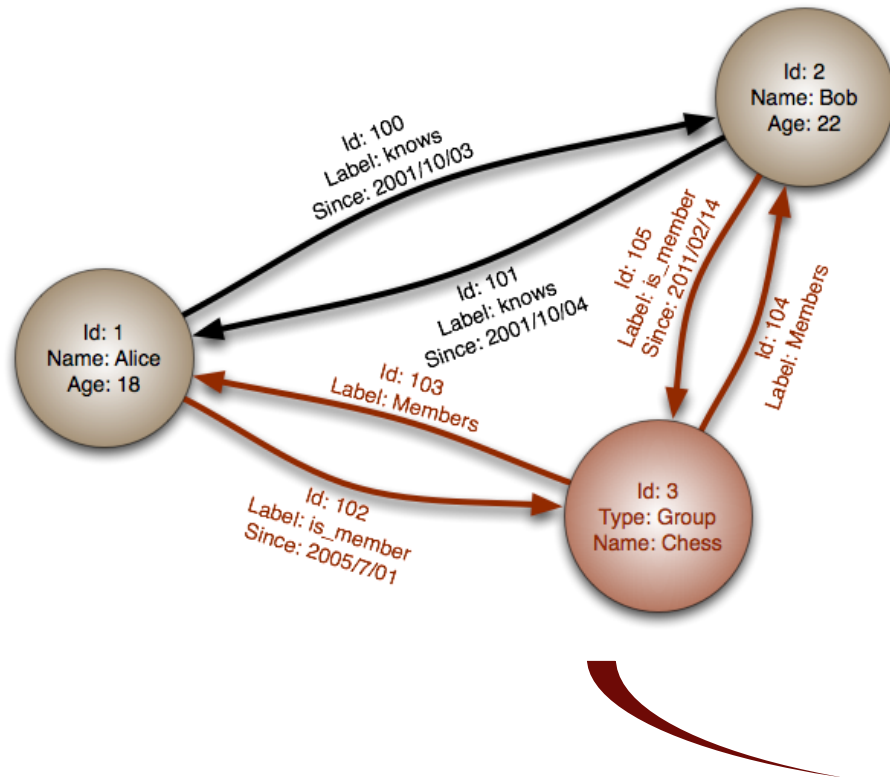 Id: 2
Name: Bob
Age: 22
Id: 100
Label: knows
Since: 2001/10/03
Id: 101
Label: knows
Since: 2001/10/04
Id: 105
Label: is_member
Since: 2011/02/14
Id: 104
Label: Members
Id: 1
Name: Alice
Age: 18
Id: 103
Label: Members
Id: 102
Label: is_member
Since: 2005/7/01
Id: 3
Type: Group
Name: Chess